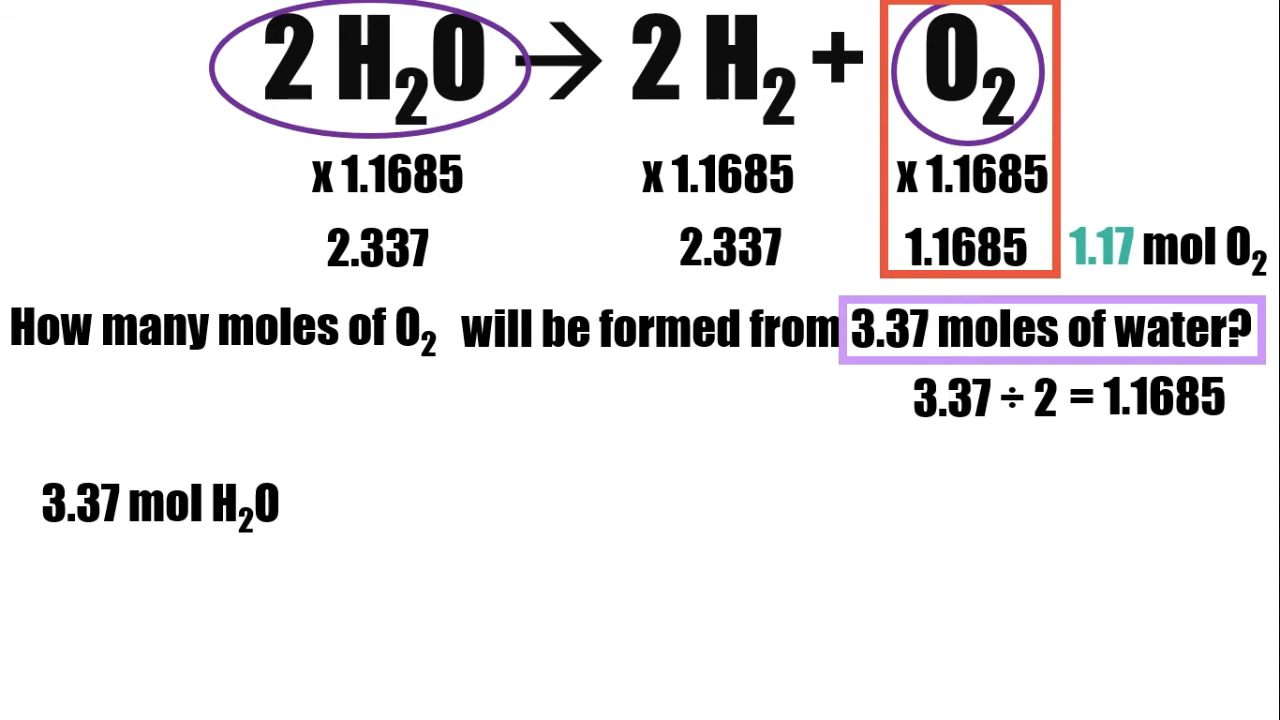 2 H₂O → 2 H₂ + O₂
x 1.1685 x 1.1685 x 1.1685
2.337 2.337 1.1685 1.17 mol O₂
How many moles of O₂ will be formed from 3.37 moles of water?
3.37 ÷ 2 = 1.1685
3.37 mol H₂O